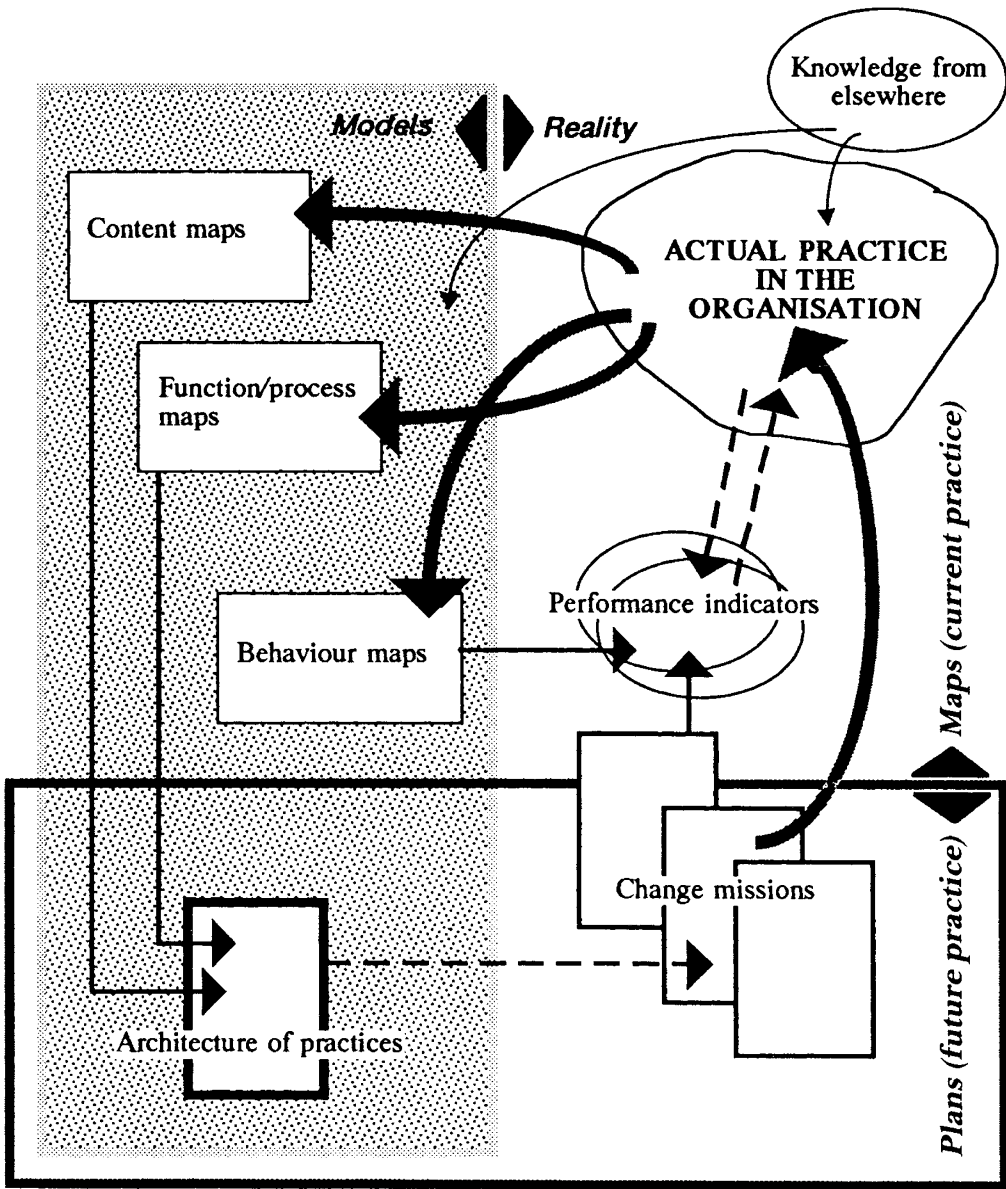 Knowledge from
elsewhere
Models
Reality
Content maps
ACTUAL PRACTICE
IN THE
ORGANISATION
Function/process
maps
Maps (current practice)
Performance indicators
Behaviour maps
Change missions
Plans (future practice)
Architecture of practices